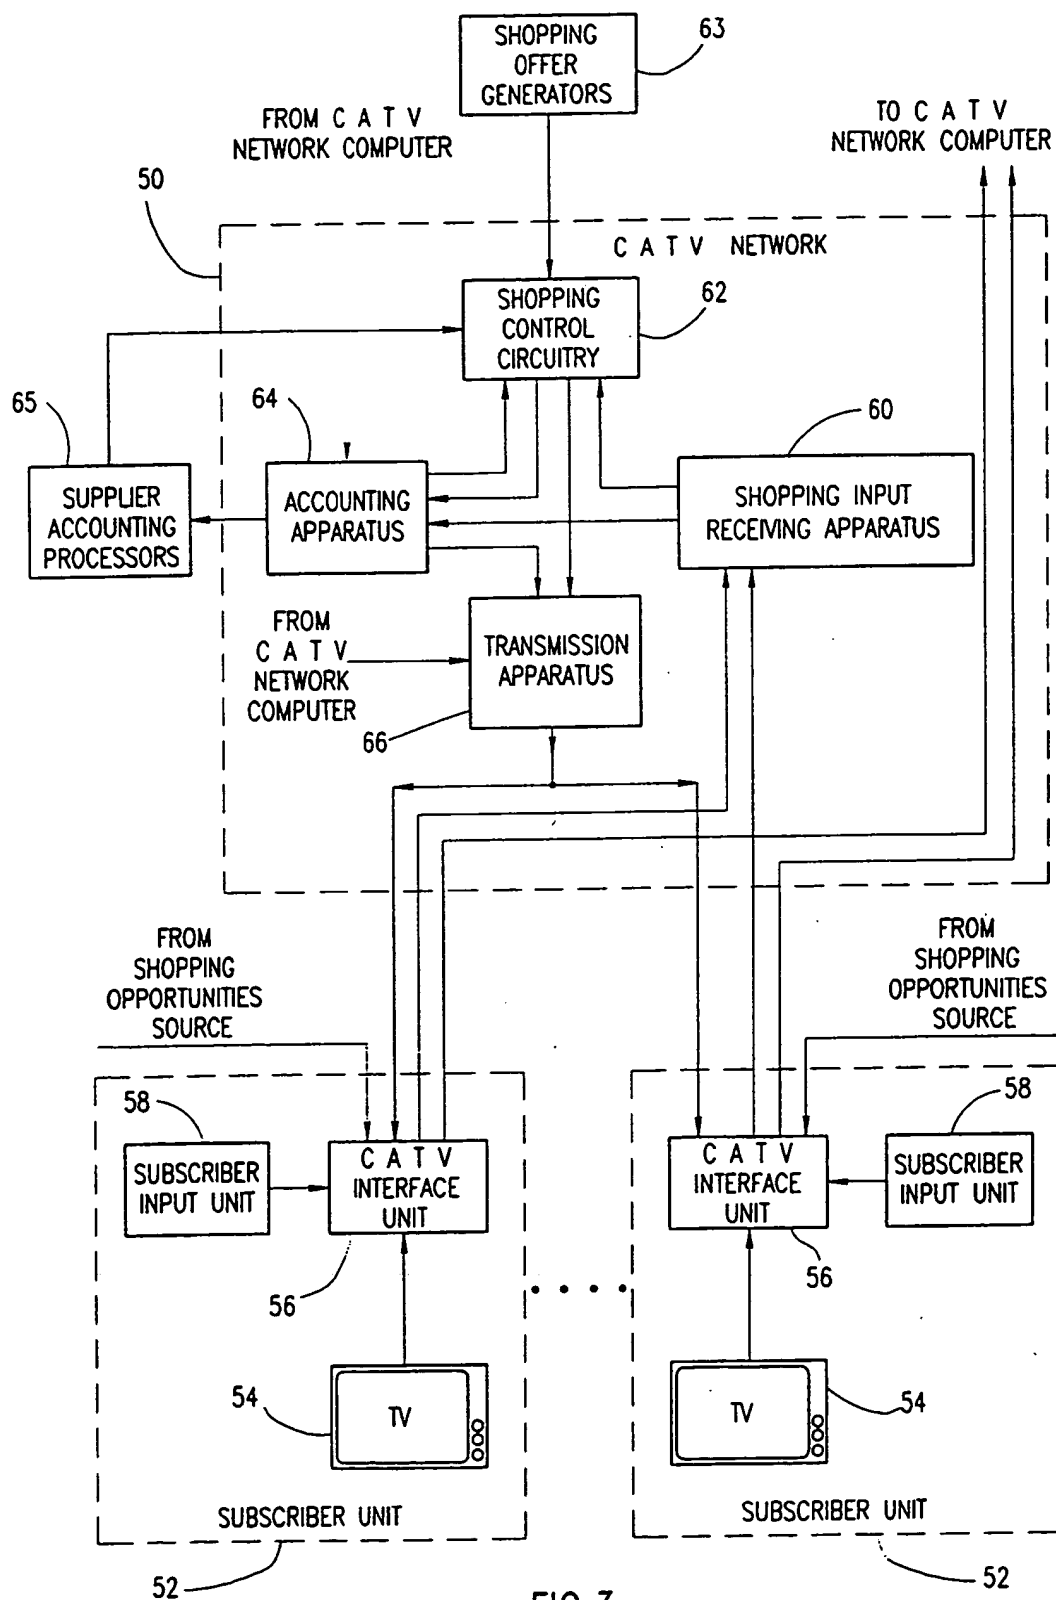 SHOPPING
OFFER
GENERATORS
63
FROM C A T V
NETWORK COMPUTER
TO C A T V
NETWORK COMPUTER
50
C A T V NETWORK
SHOPPING
CONTROL
CIRCUITRY
62
65
64
60
SUPPLIER
ACCOUNTING
PROCESSORS
ACCOUNTING
APPARATUS
SHOPPING INPUT
RECEIVING APPARATUS
FROM
C A T V
NETWORK
COMPUTER
TRANSMISSION
APPARATUS
66
FROM
SHOPPING
OPPORTUNITIES
SOURCE
FROM
SHOPPING
OPPORTUNITIES
SOURCE
58
SUBSCRIBER
INPUT UNIT
C A T V
INTERFACE
UNIT
56
C A T V
INTERFACE
UNIT
56
58
SUBSCRIBER
INPUT UNIT
54
TV
TV
54
SUBSCRIBER UNIT
SUBSCRIBER UNIT
52
52